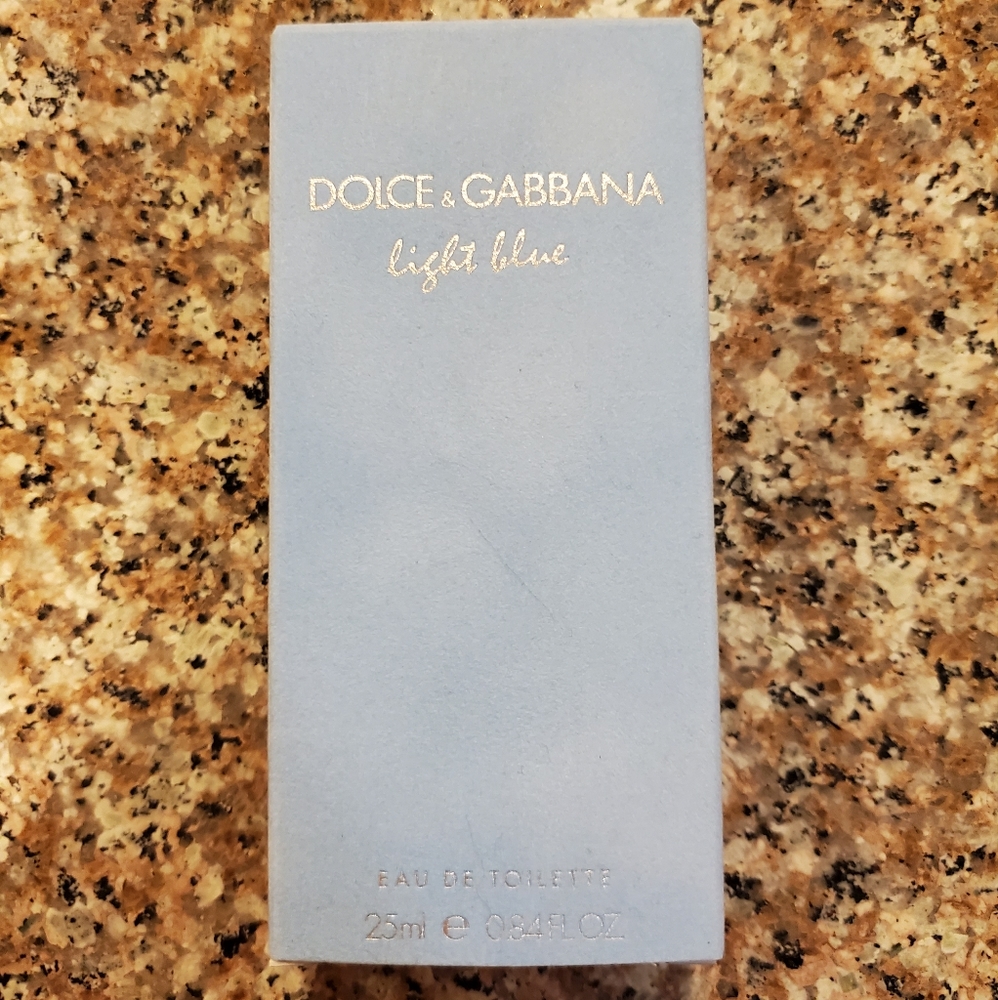 DOLCE & GABBANA
light blue
EAU DE TOILETTE
25ml ℮ 0.84FL.OZ.